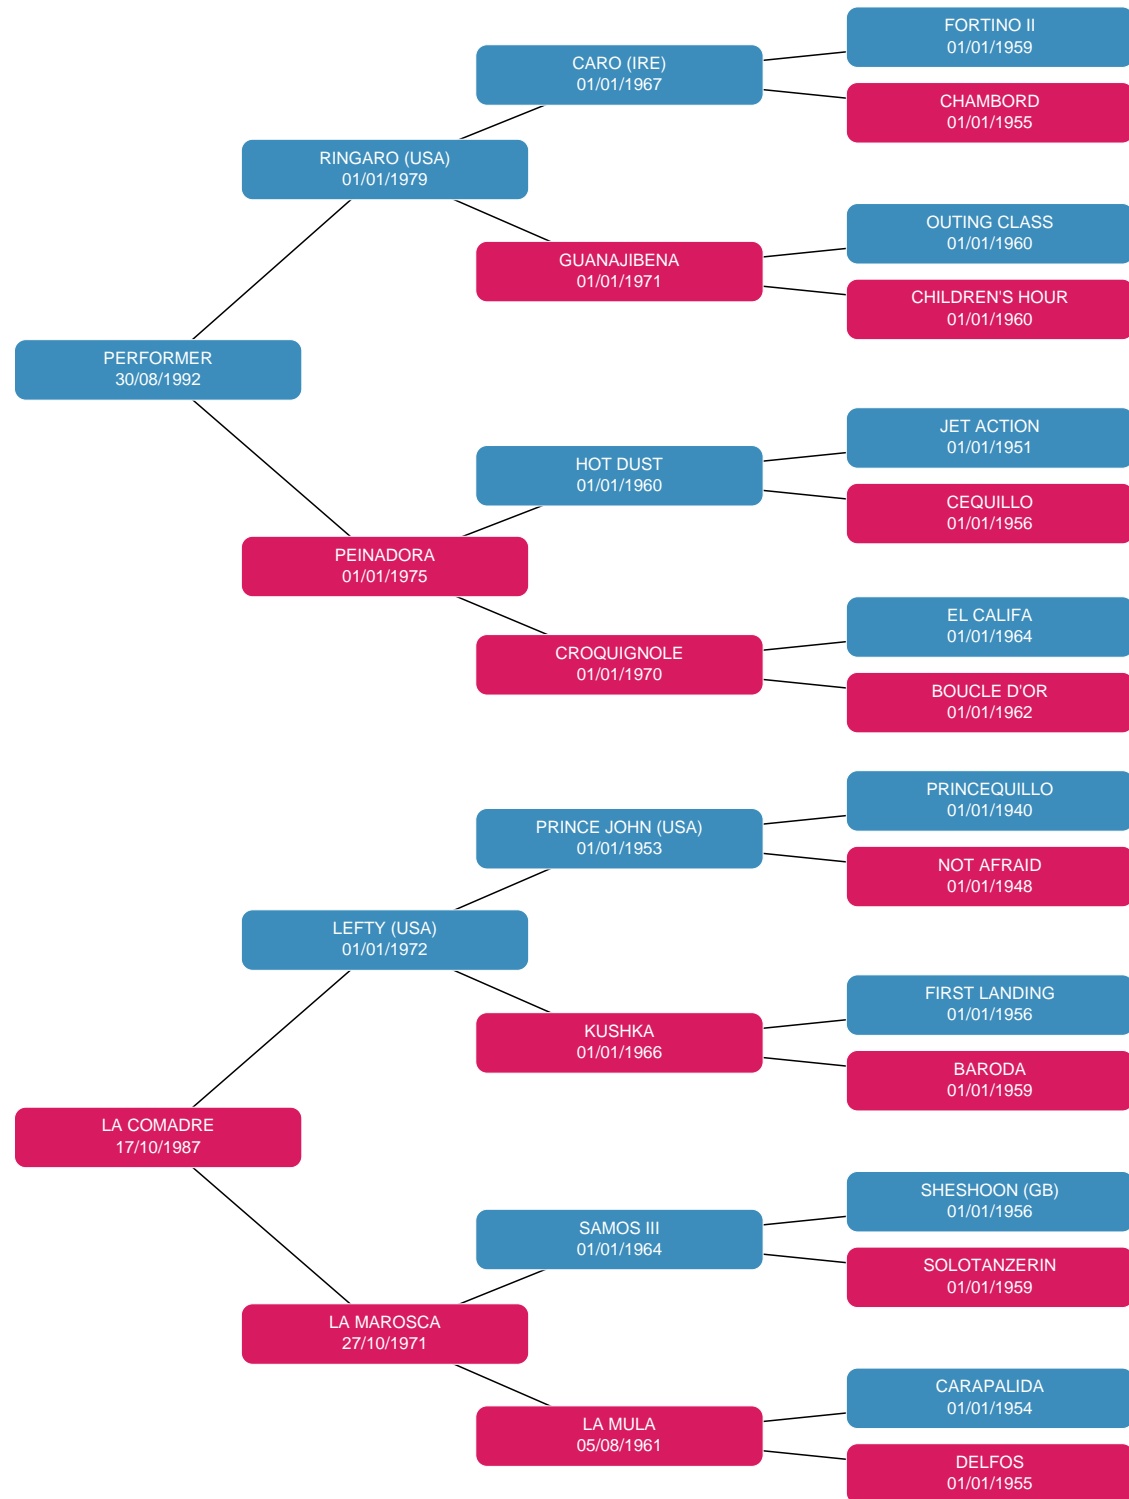 FORTINO II
01/01/1959
CARO (IRE)
01/01/1967
CHAMBORD
01/01/1955
RINGARO (USA)
01/01/1979
OUTING CLASS
01/01/1960
GUANAJIBENA
01/01/1971
CHILDREN'S HOUR
01/01/1960
PERFORMER
30/08/1992
JET ACTION
01/01/1951
HOT DUST
01/01/1960
CEQUILLO
01/01/1956
PEINADORA
01/01/1975
EL CALIFA
01/01/1964
CROQUIGNOLE
01/01/1970
BOUCLE D'OR
01/01/1962
PRINCEQUILLO
01/01/1940
PRINCE JOHN (USA)
01/01/1953
NOT AFRAID
01/01/1948
LEFTY (USA)
01/01/1972
FIRST LANDING
01/01/1956
KUSHKA
01/01/1966
BARODA
01/01/1959
LA COMADRE
17/10/1987
SHESHOON (GB)
01/01/1956
SAMOS III
01/01/1964
SOLOTANZERIN
01/01/1959
LA MAROSCA
27/10/1971
CARAPALIDA
01/01/1954
LA MULA
05/08/1961
DELFOS
01/01/1955